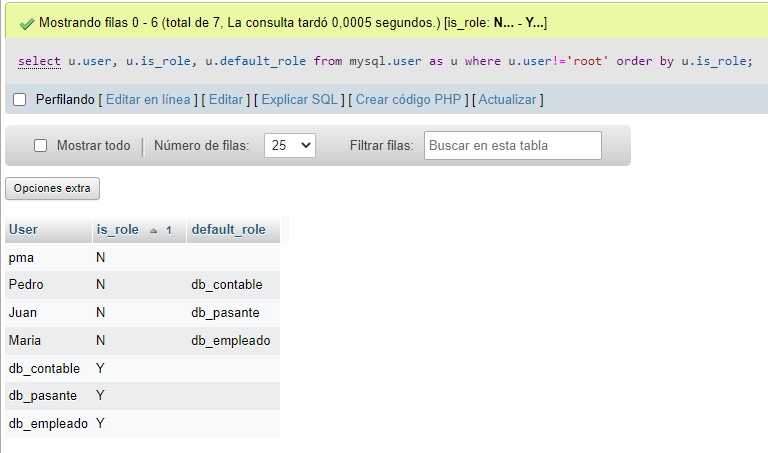 Mostrando filas 0 - 6 (total de 7, La consulta tardó 0,0005 segundos.) [is_role: N... - Y...]
select u.user, u.is_role, u.default_role from mysql.user as u where u.user!='root' order by u.is_role;
Perfilando [ Editar en línea ] [ Editar ] [ Explicar SQL ] [ Crear código PHP ] [ Actualizar ]
Mostrar todo Número de filas: 25 Filtrar filas: Buscar en esta tabla
Opciones extra
User is_role 1 default_role
pma N
Pedro N db_contable
Juan N db_pasante
Maria N db_empleado
db_contable Y
db_pasante Y
db_empleado Y